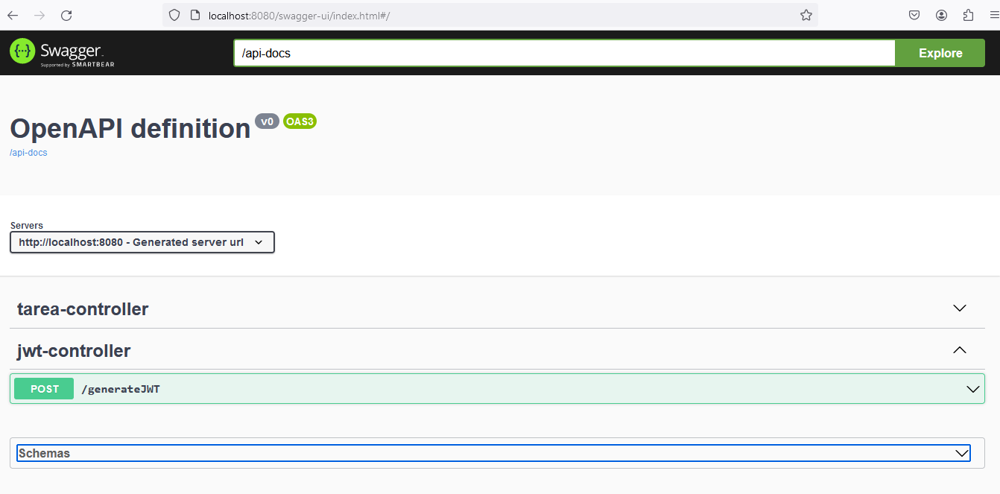 localhost:8080/swagger-ui/index.html#/
{···} Swagger.
Supported by SMARTBEAR
/api-docs
Explore
OpenAPI definition v0 OAS3
/api-docs
Servers
http://localhost:8080 - Generated server url
tarea-controller
jwt-controller
POST /generateJWT
Schemas